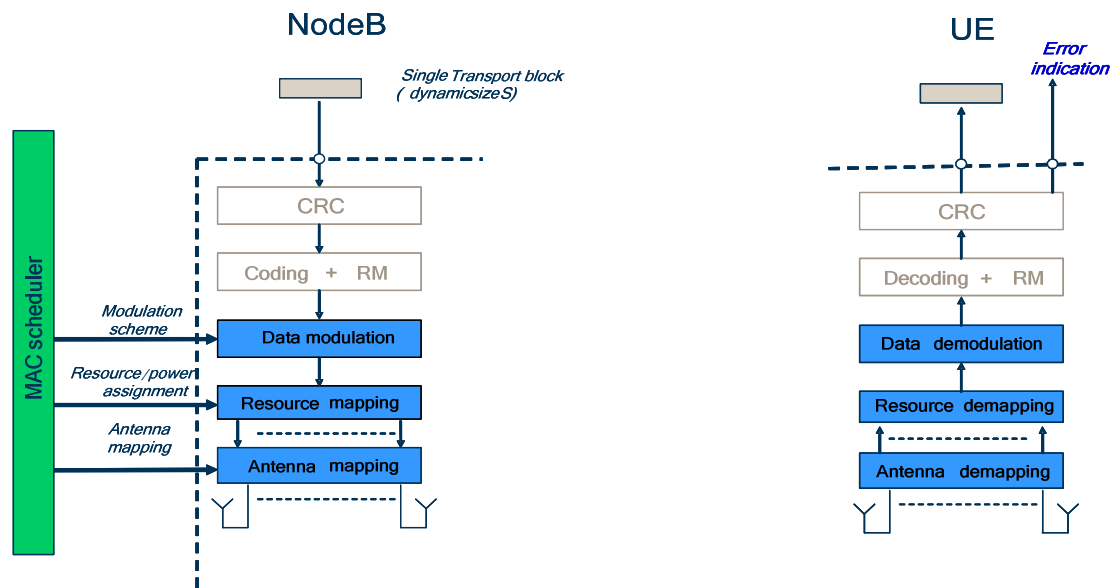 NodeB
UE
Single Transport block
( dynamicsizeS)
Error
indication
MAC scheduler
CRC
Coding + RM
Modulation
scheme
Data modulation
Resource/power
assignment
Resource mapping
Antenna
mapping
Antenna mapping
CRC
Decoding + RM
Data demodulation
Resource demapping
Antenna demapping